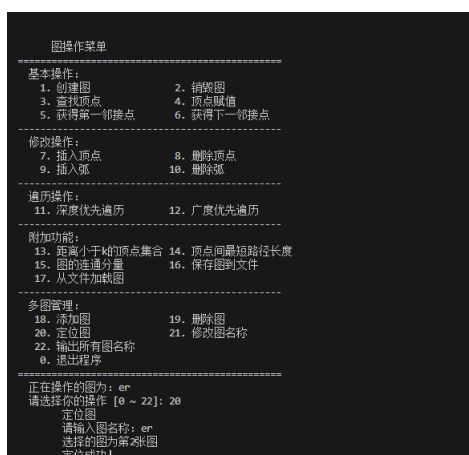 图操作菜单
================================================
基本操作：
1. 创建图 2. 销毁图
3. 查找顶点 4. 顶点赋值
5. 获得第一邻接点 6. 获得下一邻接点
------------------------------------------------
修改操作：
7. 插入顶点 8. 删除顶点
9. 插入弧 10. 删除弧
------------------------------------------------
遍历操作：
11. 深度优先遍历 12. 广度优先遍历
------------------------------------------------
附加功能：
13. 距离小于k的顶点集合 14. 顶点间最短路径长度
15. 图的连通分量 16. 保存图到文件
17. 从文件加载图
------------------------------------------------
多图管理：
18. 添加图 19. 删除图
20. 定位图 21. 修改图名称
22. 输出所有图名称
0. 退出程序
================================================
正在操作的图为: er
请选择你的操作 [0 ~ 22]: 20
定位图
请输入图名称: er
选择的图为第2张图
定位成功!